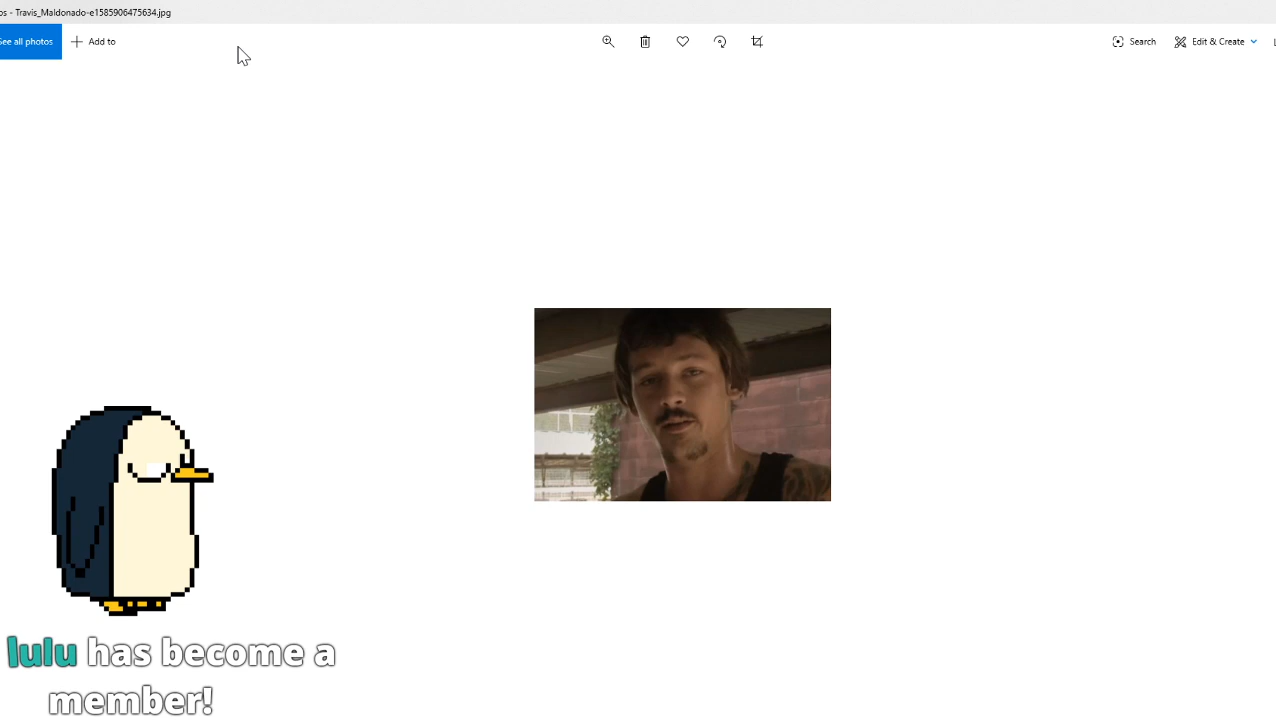 os - Travis_Maldonado-e1585906475634.jpg
See all photos
Add to
Search
Edit & Create
lulu has become a
member!